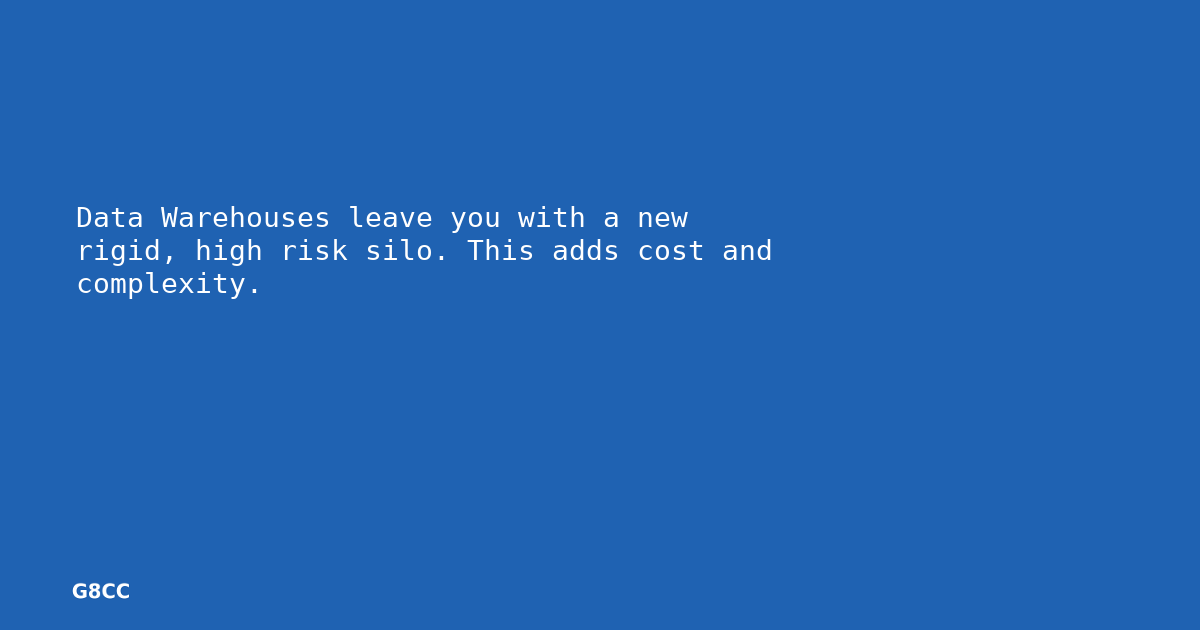 Data Warehouses leave you with a new
rigid, high risk silo. This adds cost and
complexity.
G8CC